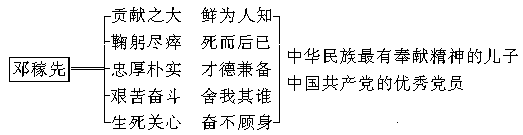 贡献之大 鲜为人知
鞠躬尽瘁 死而后已
邓稼先
忠厚朴实 才德兼备
艰苦奋斗 舍我其谁
生死关心 奋不顾身
中华民族最有奉献精神的儿子
中国共产党的优秀党员